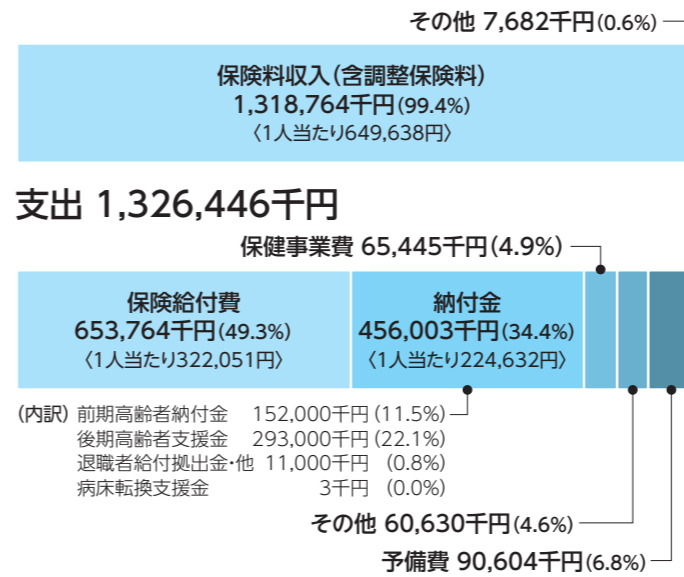 その他 7,682千円(0.6%)
保険料収入(含調整保険料)
1,318,764千円(99.4%)
〈1人当たり649,638円〉
支出 1,326,446千円
保健事業費 65,445千円(4.9%)
保険給付費
653,764千円(49.3%)
〈1人当たり322,051円〉
納付金
456,003千円(34.4%)
〈1人当たり224,632円〉
(内訳) 前期高齢者納付金 152,000千円(11.5%)
後期高齢者支援金 293,000千円(22.1%)
退職者給付拠出金・他 11,000千円 (0.8%)
病床転換支援金 3千円 (0.0%)
その他 60,630千円(4.6%)
予備費 90,604千円(6.8%)